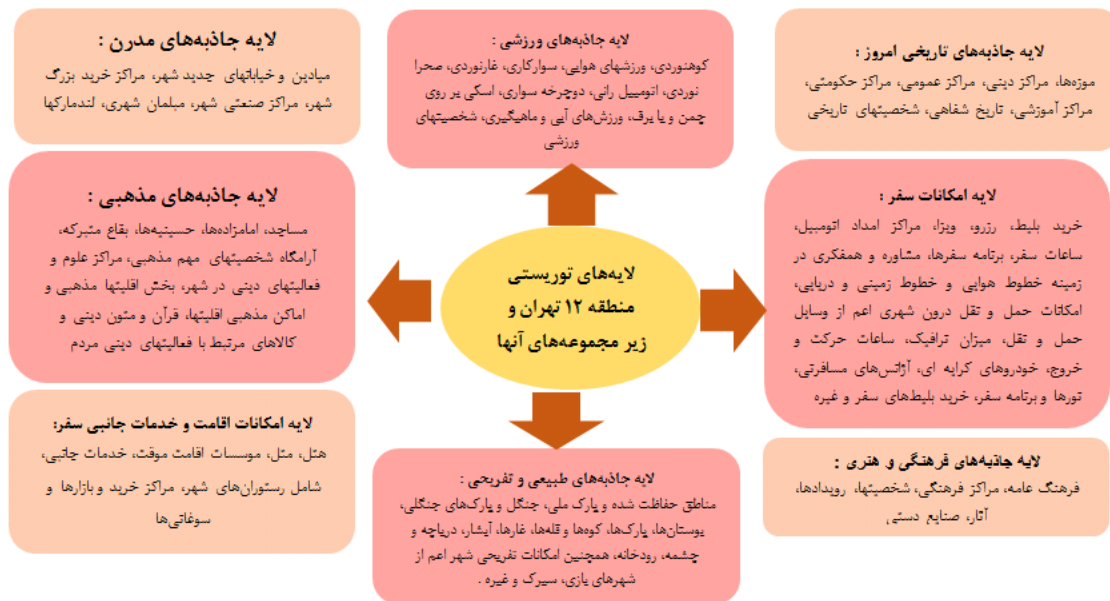 لایه جاذبه‌های تاریخی امروز :
موزه‌ها، مراکز دینی، مراکز عمومی، مراکز حکومتی،
مراکز آموزشی، تاریخ شفاهی، شخصیتهای تاریخی
لایه جاذبه‌های ورزشی :
کوهنوردی، ورزشهای هوایی، سوارکاری، غارنوردی، صحرا
نوردی، اتومبیل رانی، دوچرخه سواری، اسکی بر روی
چمن و یا برف، ورزش‌های آبی و ماهیگیری، شخصیتهای
ورزشی
لایه جاذبه‌های مدرن :
میادین و خیابانهای جدید شهر، مراکز خرید بزرگ
شهر، مراکز صنعتی شهر، مبلمان شهری، لندمارکها
لایه امکانات سفر :
خرید بلیط، رزرو، ویزا، مراکز امداد اتومبیل،
ساعات سفر، برنامه سفرها، مشاوره و همفکری در
زمینه خطوط هوایی و خطوط زمینی و دریایی،
امکانات حمل و نقل درون شهری اعم از وسایل
حمل و نقل، میزان ترافیک، ساعات حرکت و
خروج، خودروهای کرایه ای، آژانس‌های مسافرتی،
تورها و برنامه سفر، خرید بلیط‌های سفر و غیره
لایه‌های توریستی
منطقه ۱۲ تهران و
زیر مجموعه‌های آنها
لایه جاذبه‌های مذهبی :
مساجد، امامزاده‌ها، حسینیه‌ها، بقاع متبرکه،
آرامگاه شخصیتهای مهم مذهبی، مراکز علوم و
فعالیتهای دینی در شهر، بخش اقلیتها مذهبی و
اماکن مذهبی اقلیتها، قرآن و متون دینی و
کالاهای مرتبط با فعالیتهای دینی مردم
لایه جاذبه‌های فرهنگی و هنری :
فرهنگ عامه، مراکز فرهنگی، شخصیتها، رویدادها،
آثار، صنایع دستی
لایه جاذبه‌های طبیعی و تفریحی :
مناطق حفاظت شده و پارک ملی، جنگل و پارک‌های جنگلی،
بوستان‌ها، پارک‌ها، کوه‌ها و قله‌ها، غارها، آبشار، دریاچه و
چشمه، رودخانه، همچنین امکانات تفریحی شهر اعم از
شهرهای بازی، سیرک و غیره .
لایه امکانات اقامت و خدمات جانبی سفر:
هتل، متل، موسسات اقامت موقت، خدمات جانبی،
شامل رستوران‌های شهر، مراکز خرید و بازارها و
سوغاتی‌ها